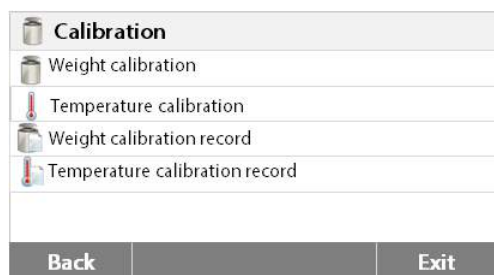 Calibration
Weight calibration
Temperature calibration
Weight calibration record
Temperature calibration record
Back Exit